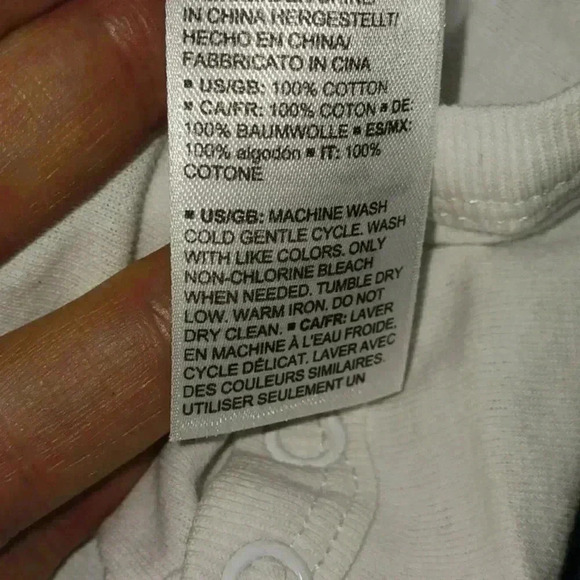 IN CHINA HERGESTELLT/
HECHO EN CHINA/
FABBRICATO IN CINA
▪ US/GB: 100% COTTON
▪ CA/FR: 100% COTON ▪ DE:
100% BAUMWOLLE ▪ ES/MX:
100% algodón ▪ IT: 100%
COTONE
▪ US/GB: MACHINE WASH
COLD GENTLE CYCLE. WASH
WITH LIKE COLORS. ONLY
NON-CHLORINE BLEACH
WHEN NEEDED. TUMBLE DRY
LOW. WARM IRON. DO NOT
DRY CLEAN. ▪ CA/FR: LAVER
EN MACHINE À L'EAU FROIDE.
CYCLE DÉLICAT. LAVER AVEC
DES COULEURS SIMILAIRES.
UTILISER SEULEMENT UN